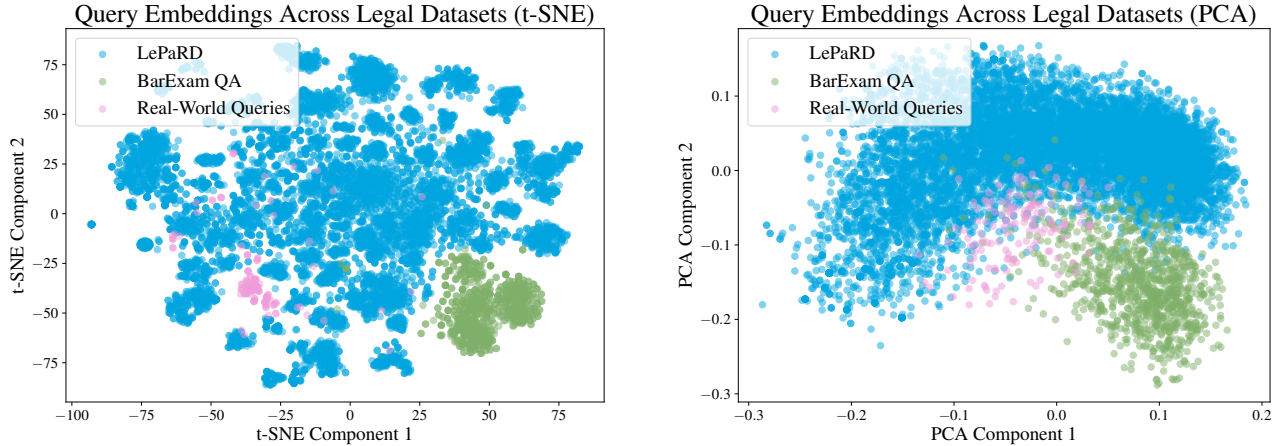 Query Embeddings Across Legal Datasets (t-SNE)
LePaRD
BarExam QA
Real-World Queries
75
50
25
0
−25
−50
−75
t-SNE Component 2
−100
−75
−50
−25
0
25
50
75
t-SNE Component 1
Query Embeddings Across Legal Datasets (PCA)
LePaRD
BarExam QA
Real-World Queries
0.1
0.0
−0.1
−0.2
−0.3
PCA Component 2
−0.3
−0.2
−0.1
0.0
0.1
0.2
PCA Component 1